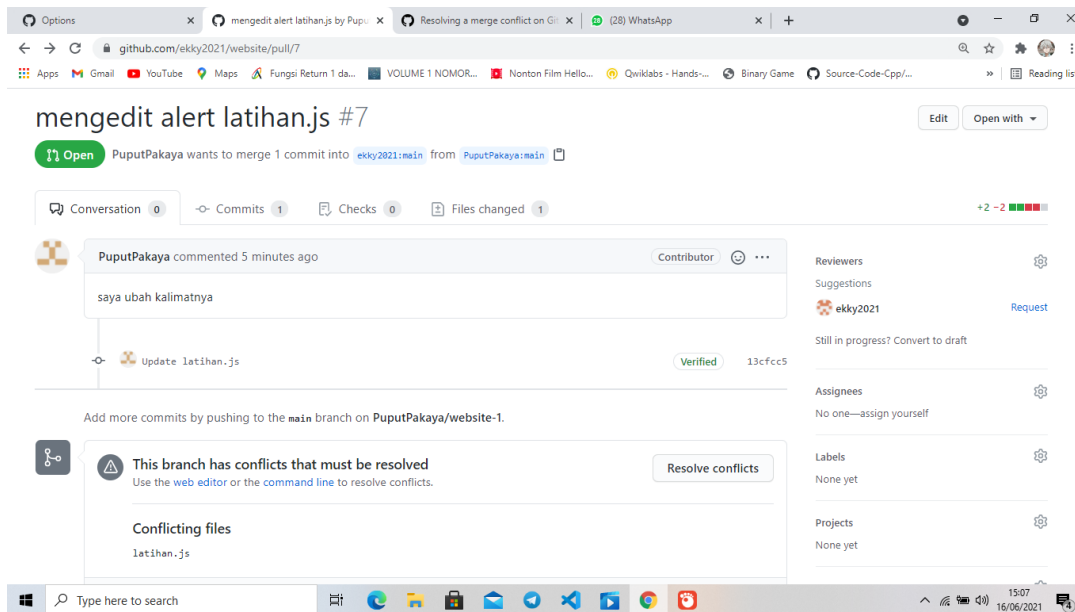 Options
mengedit alert latihan.js by Pupu
Resolving a merge conflict on Git
(28) WhatsApp
github.com/ekky2021/website/pull/7
Apps Gmail YouTube Maps Fungsi Return 1 da... VOLUME 1 NOMOR... Nonton Film Hello... Qwiklabs - Hands-... Binary Game Source-Code-Cpp/... » Reading lis
mengedit alert latihan.js #7
Edit Open with
Open PuputPakaya wants to merge 1 commit into ekky2021:main from PuputPakaya:main
Conversation 0 Commits 1 Checks 0 Files changed 1 +2 −2
PuputPakaya commented 5 minutes ago Contributor ...
saya ubah kalimatnya
Update latihan.js Verified 13cfcc5
Add more commits by pushing to the main branch on PuputPakaya/website-1.
This branch has conflicts that must be resolved
Use the web editor or the command line to resolve conflicts.
Resolve conflicts
Conflicting files
latihan.js
Reviewers
Suggestions
ekky2021 Request
Still in progress? Convert to draft
Assignees
No one—assign yourself
Labels
None yet
Projects
None yet
Type here to search
15:07
16/06/2021
4